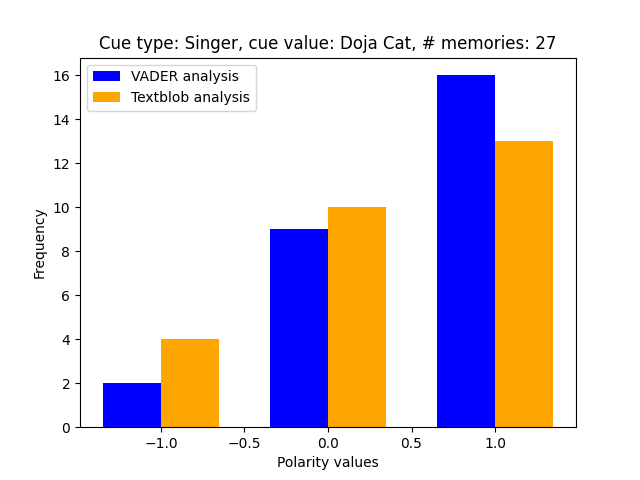 Cue type: Singer, cue value: Doja Cat, # memories: 27
VADER analysis
Textblob analysis
Frequency
16
14
12
10
8
6
4
2
0
−1.0
−0.5
0.0
0.5
1.0
Polarity values